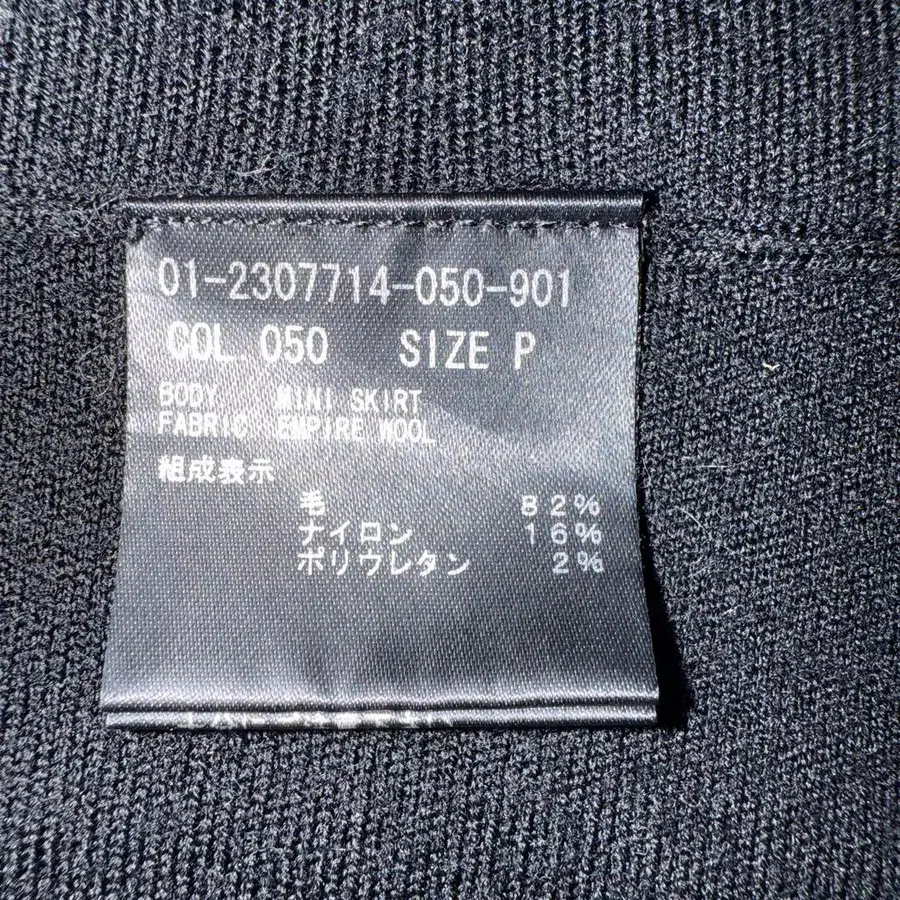 01-2307714-050-901
COL 050 SIZE P
BODY MINI SKIRT
FABRIC EMPIRE WOOL
組成表示
毛 82%
ナイロン 16%
ポリウレタン 2%